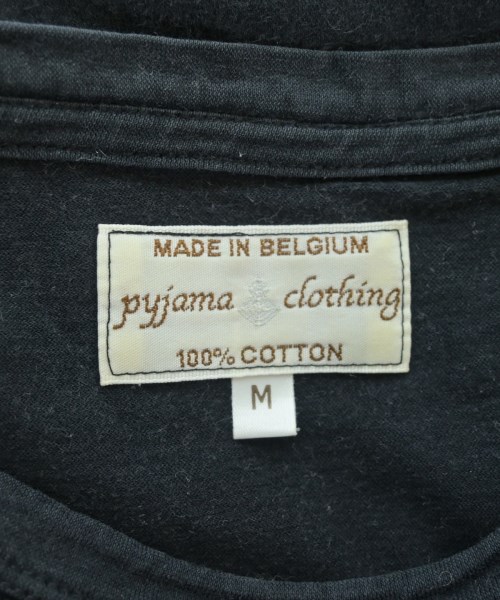 MADE IN BELGIUM
pyjama clothing
100% COTTON
M